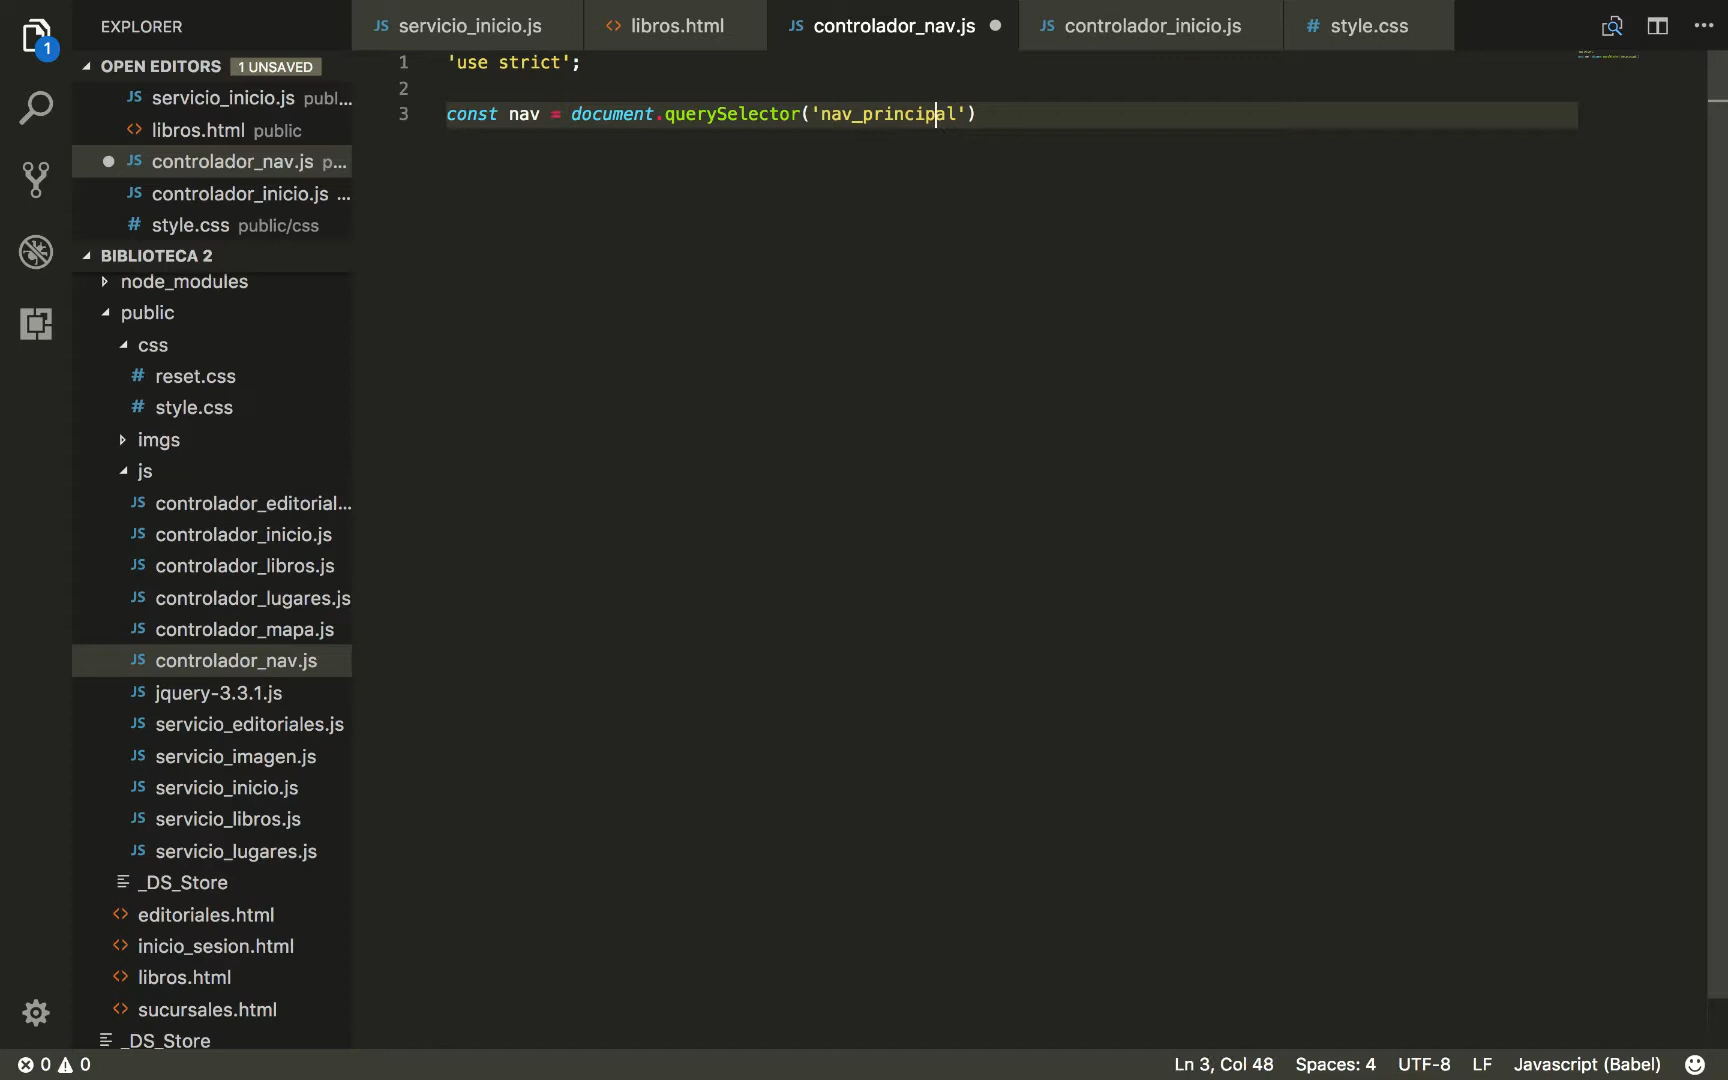 EXPLORER
servicio_inicio.js
libros.html
controlador_nav.js
controlador_inicio.js
style.css
1
OPEN EDITORS 1 UNSAVED
servicio_inicio.js publ...
libros.html public
controlador_nav.js p...
controlador_inicio.js ...
style.css public/css
BIBLIOTECA 2
node_modules
public
css
reset.css
style.css
imgs
js
controlador_editorial...
controlador_inicio.js
controlador_libros.js
controlador_lugares.js
controlador_mapa.js
controlador_nav.js
jquery-3.3.1.js
servicio_editoriales.js
servicio_imagen.js
servicio_inicio.js
servicio_libros.js
servicio_lugares.js
_DS_Store
editoriales.html
inicio_sesion.html
libros.html
sucursales.html
_DS_Store
1 'use strict';
2
3 const nav = document.querySelector('nav_principal')
0 0
Ln 3, Col 48 Spaces: 4 UTF-8 LF Javascript (Babel)